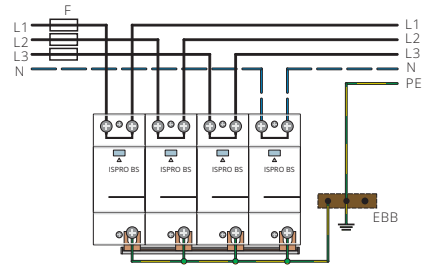 F
L1 L1
L2 L2
L3 L3
N N
PE
ISPRO BS ISPRO BS ISPRO BS ISPRO BS
EBB